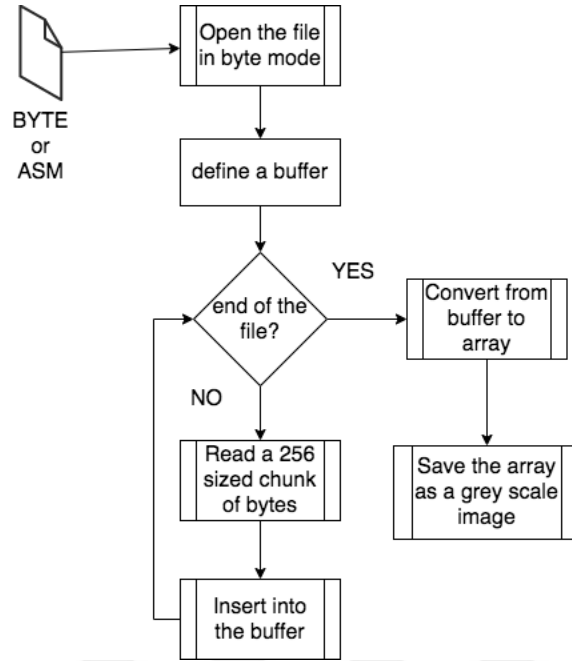 Open the file
in byte mode
BYTE
or
ASM
define a buffer
YES
end of the
file?
Convert from
buffer to
array
NO
Read a 256
sized chunk
of bytes
Save the array
as a grey scale
image
Insert into
the buffer